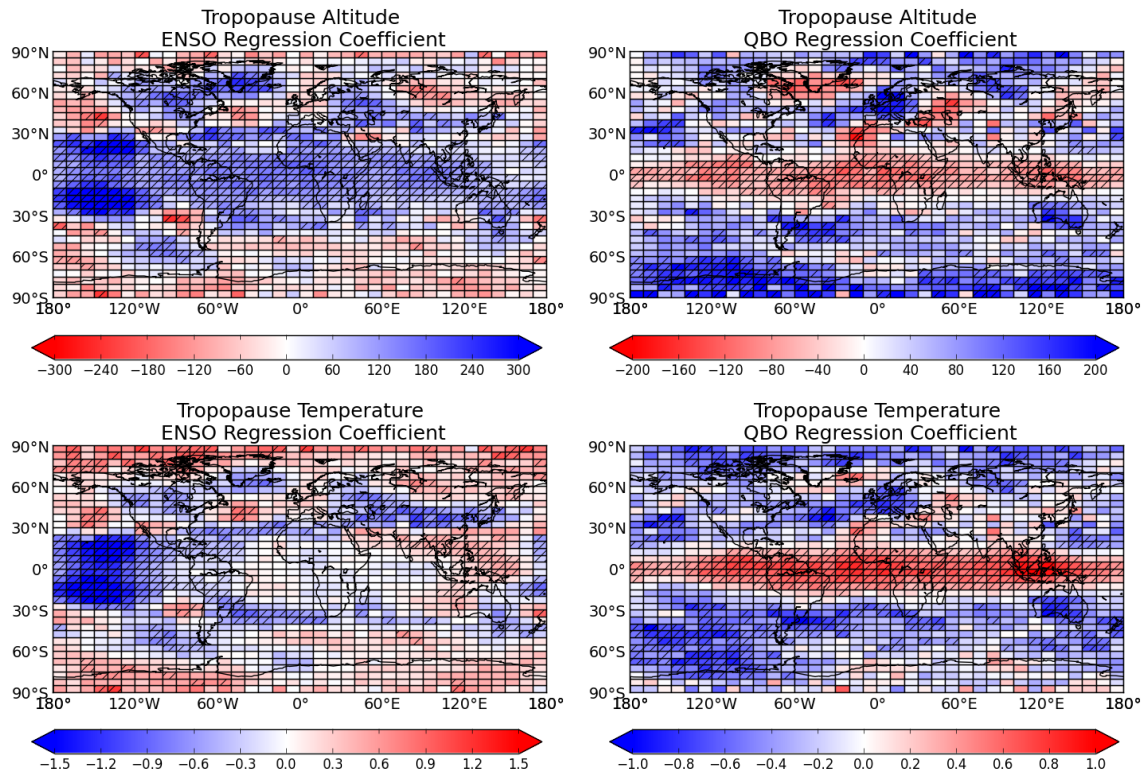 Tropopause Altitude
ENSO Regression Coefficient
90°N
60°N
30°N
0°
30°S
60°S
90°S
180° 120°W 60°W 0° 60°E 120°E 180°
−300 −240 −180 −120 −60 0 60 120 180 240 300
Tropopause Altitude
QBO Regression Coefficient
90°N
60°N
30°N
0°
30°S
60°S
90°S
180° 120°W 60°W 0° 60°E 120°E 180°
−200 −160 −120 −80 −40 0 40 80 120 160 200
Tropopause Temperature
ENSO Regression Coefficient
90°N
60°N
30°N
0°
30°S
60°S
90°S
180° 120°W 60°W 0° 60°E 120°E 180°
−1.5 −1.2 −0.9 −0.6 −0.3 0.0 0.3 0.6 0.9 1.2 1.5
Tropopause Temperature
QBO Regression Coefficient
90°N
60°N
30°N
0°
30°S
60°S
90°S
180° 120°W 60°W 0° 60°E 120°E 180°
−1.0 −0.8 −0.6 −0.4 −0.2 0.0 0.2 0.4 0.6 0.8 1.0